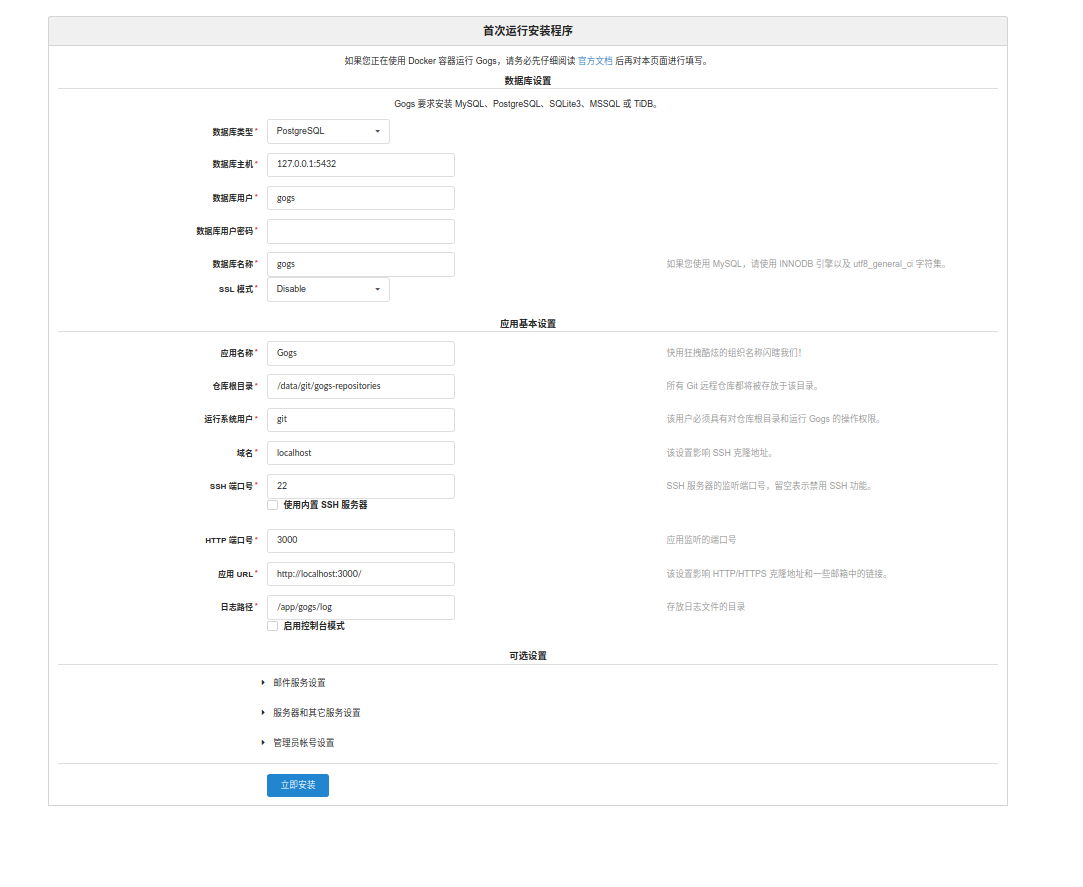 首次运行安装程序
如果您正在使用 Docker 容器运行 Gogs，请务必先仔细阅读 官方文档 后再对本页面进行填写。
数据库设置
Gogs 要求安装 MySQL、PostgreSQL、SQLite3、MSSQL 或 TiDB。
数据库类型* PostgreSQL
数据库主机* 127.0.0.1:5432
数据库用户* gogs
数据库用户密码*
数据库名称* gogs 如果您使用 MySQL，请使用 INNODB 引擎以及 utf8_general_ci 字符集。
SSL 模式* Disable
应用基本设置
应用名称* Gogs 快用狂拽酷炫的组织名称闪瞎我们！
仓库根目录* /data/git/gogs-repositories 所有 Git 远程仓库都将被存放于该目录。
运行系统用户* git 该用户必须具有对仓库根目录和运行 Gogs 的操作权限。
域名* localhost 该设置影响 SSH 克隆地址。
SSH 端口号* 22 SSH 服务器的监听端口号，留空表示禁用 SSH 功能。
使用内置 SSH 服务器
HTTP 端口号* 3000 应用监听的端口号
应用 URL* http://localhost:3000/ 该设置影响 HTTP/HTTPS 克隆地址和一些邮箱中的链接。
日志路径* /app/gogs/log 存放日志文件的目录
启用控制台模式
可选设置
邮件服务设置
服务器和其它服务设置
管理员帐号设置
立即安装